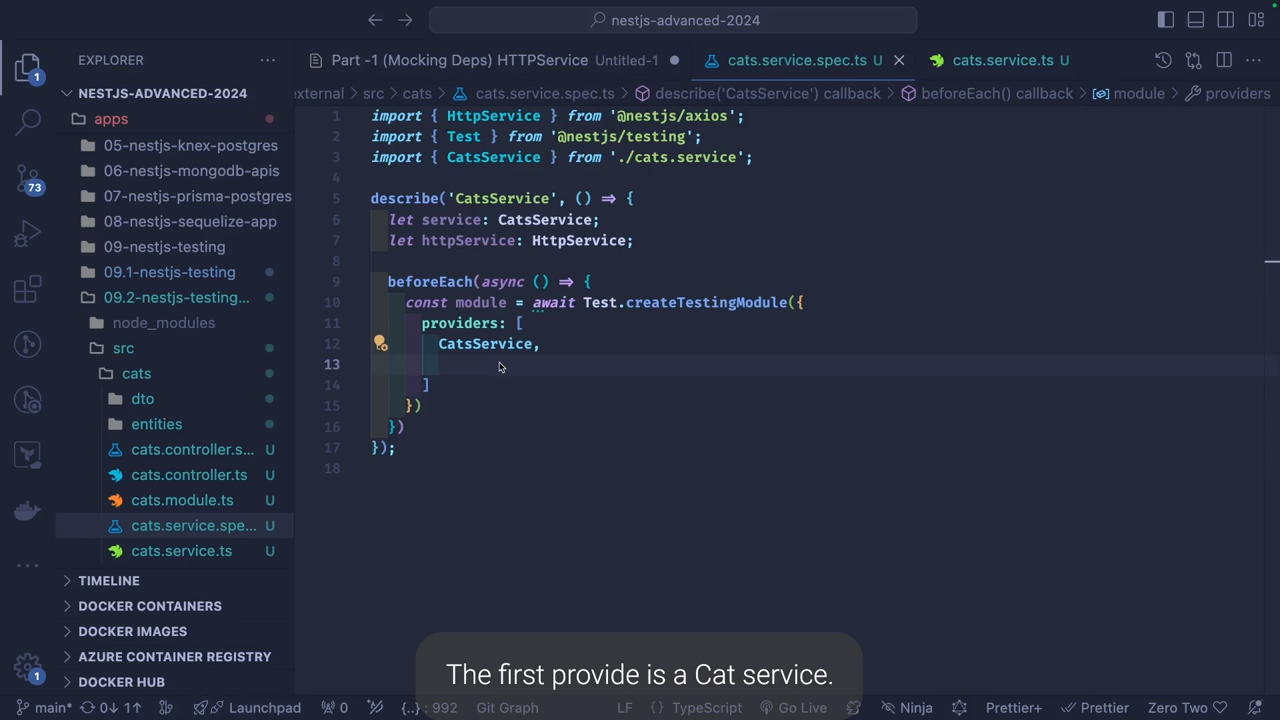 nestjs-advanced-2024
EXPLORER
Part -1 (Mocking Deps) HTTPService Untitled-1
cats.service.spec.ts U
cats.service.ts U
NESTJS-ADVANCED-2024
external > src > cats > cats.service.spec.ts > describe('CatsService') callback > beforeEach() callback > module > providers
apps
05-nestjs-knex-postgres
06-nestjs-mongodb-apis
07-nestjs-prisma-postgres
08-nestjs-sequelize-app
09-nestjs-testing
09.1-nestjs-testing
09.2-nestjs-testing...
node_modules
src
cats
dto
entities
cats.controller.s... U
cats.controller.ts U
cats.module.ts U
cats.service.spe... U
cats.service.ts U
TIMELINE
DOCKER CONTAINERS
DOCKER IMAGES
AZURE CONTAINER REGISTRY
DOCKER HUB
1
73
1
1 import { HttpService } from '@nestjs/axios';
2 import { Test } from '@nestjs/testing';
3 import { CatsService } from './cats.service';
4
5 describe('CatsService', () => {
6 let service: CatsService;
7 let httpService: HttpService;
8
9 beforeEach(async () => {
10 const module = await Test.createTestingModule({
11 providers: [
12 CatsService,
13
14 ]
15 })
16 })
17 });
18
The first provide is a Cat service.
main* 0↓ 1↑ Launchpad 0 {..} : 992 Git Graph LF {} TypeScript Go Live Ninja Prettier+ Prettier Zero Two ♡